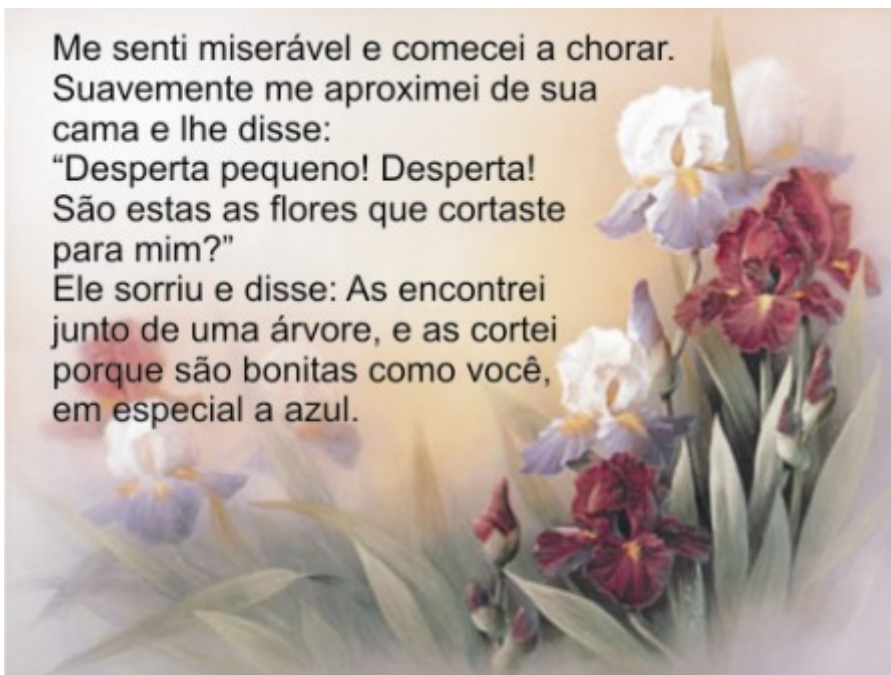 Me senti miserável e comecei a chorar.
Suavemente me aproximei de sua
cama e lhe disse:
“Desperta pequeno! Desperta!
São estas as flores que cortaste
para mim?”
Ele sorriu e disse: As encontrei
junto de uma árvore, e as cortei
porque são bonitas como você,
em especial a azul.